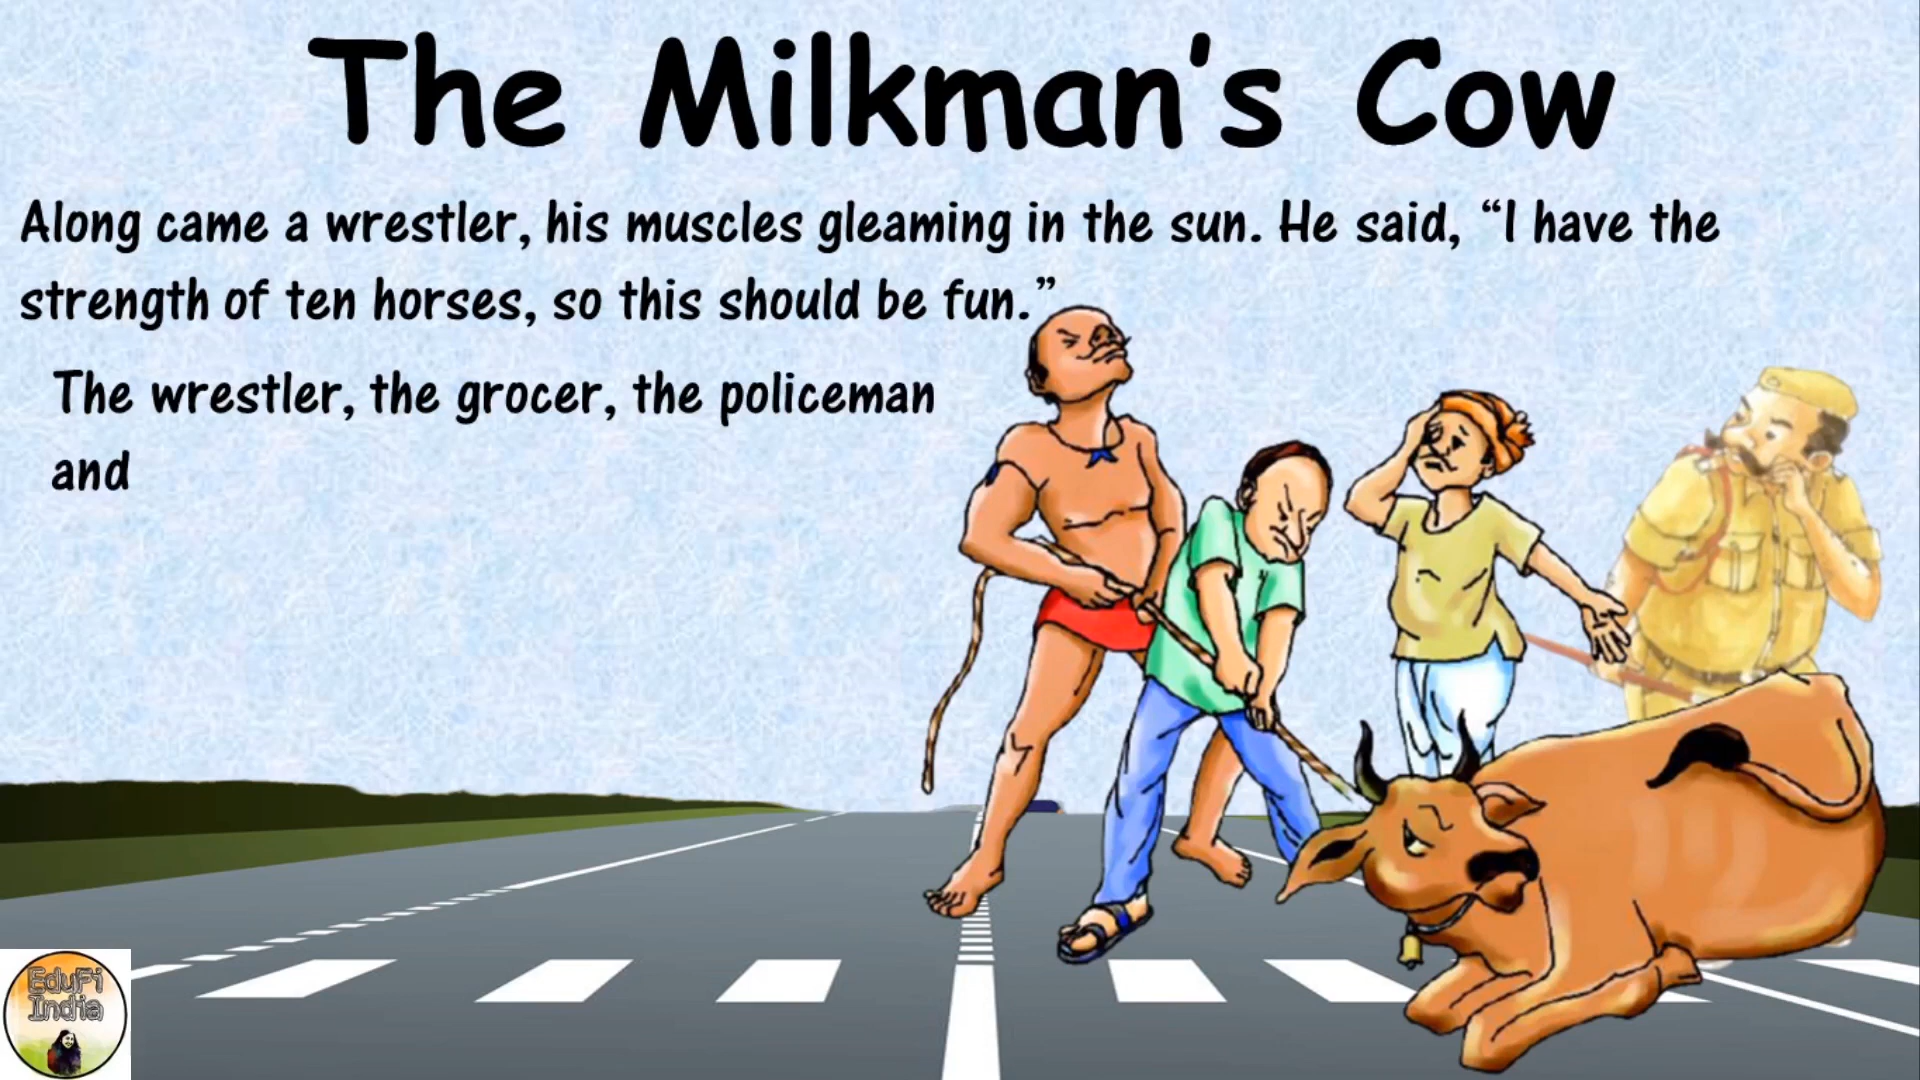 The Milkman's Cow
Along came a wrestler, his muscles gleaming in the sun. He said, “I have the
strength of ten horses, so this should be fun.”
The wrestler, the grocer, the policeman
and
EduFi
India